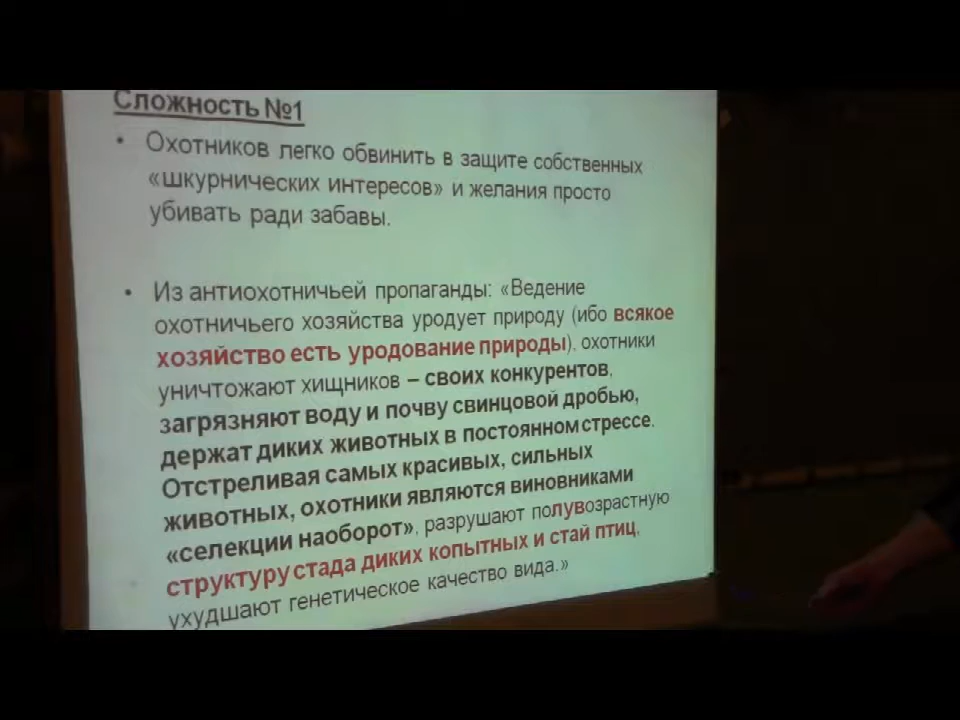 Сложность №1
• Охотников легко обвинить в защите собственных
«шкурнических интересов» и желания просто
убивать ради забавы.
• Из антиохотничьей пропаганды: «Ведение
охотничьего хозяйства уродует природу (ибо всякое
хозяйство есть уродование природы), охотники
уничтожают хищников – своих конкурентов,
загрязняют воду и почву свинцовой дробью,
держат диких животных в постоянном стрессе.
Отстреливая самых красивых, сильных
животных, охотники являются виновниками
«селекции наоборот», разрушают полувозрастную
структуру стада диких копытных и стай птиц,
ухудшают генетическое качество вида.»